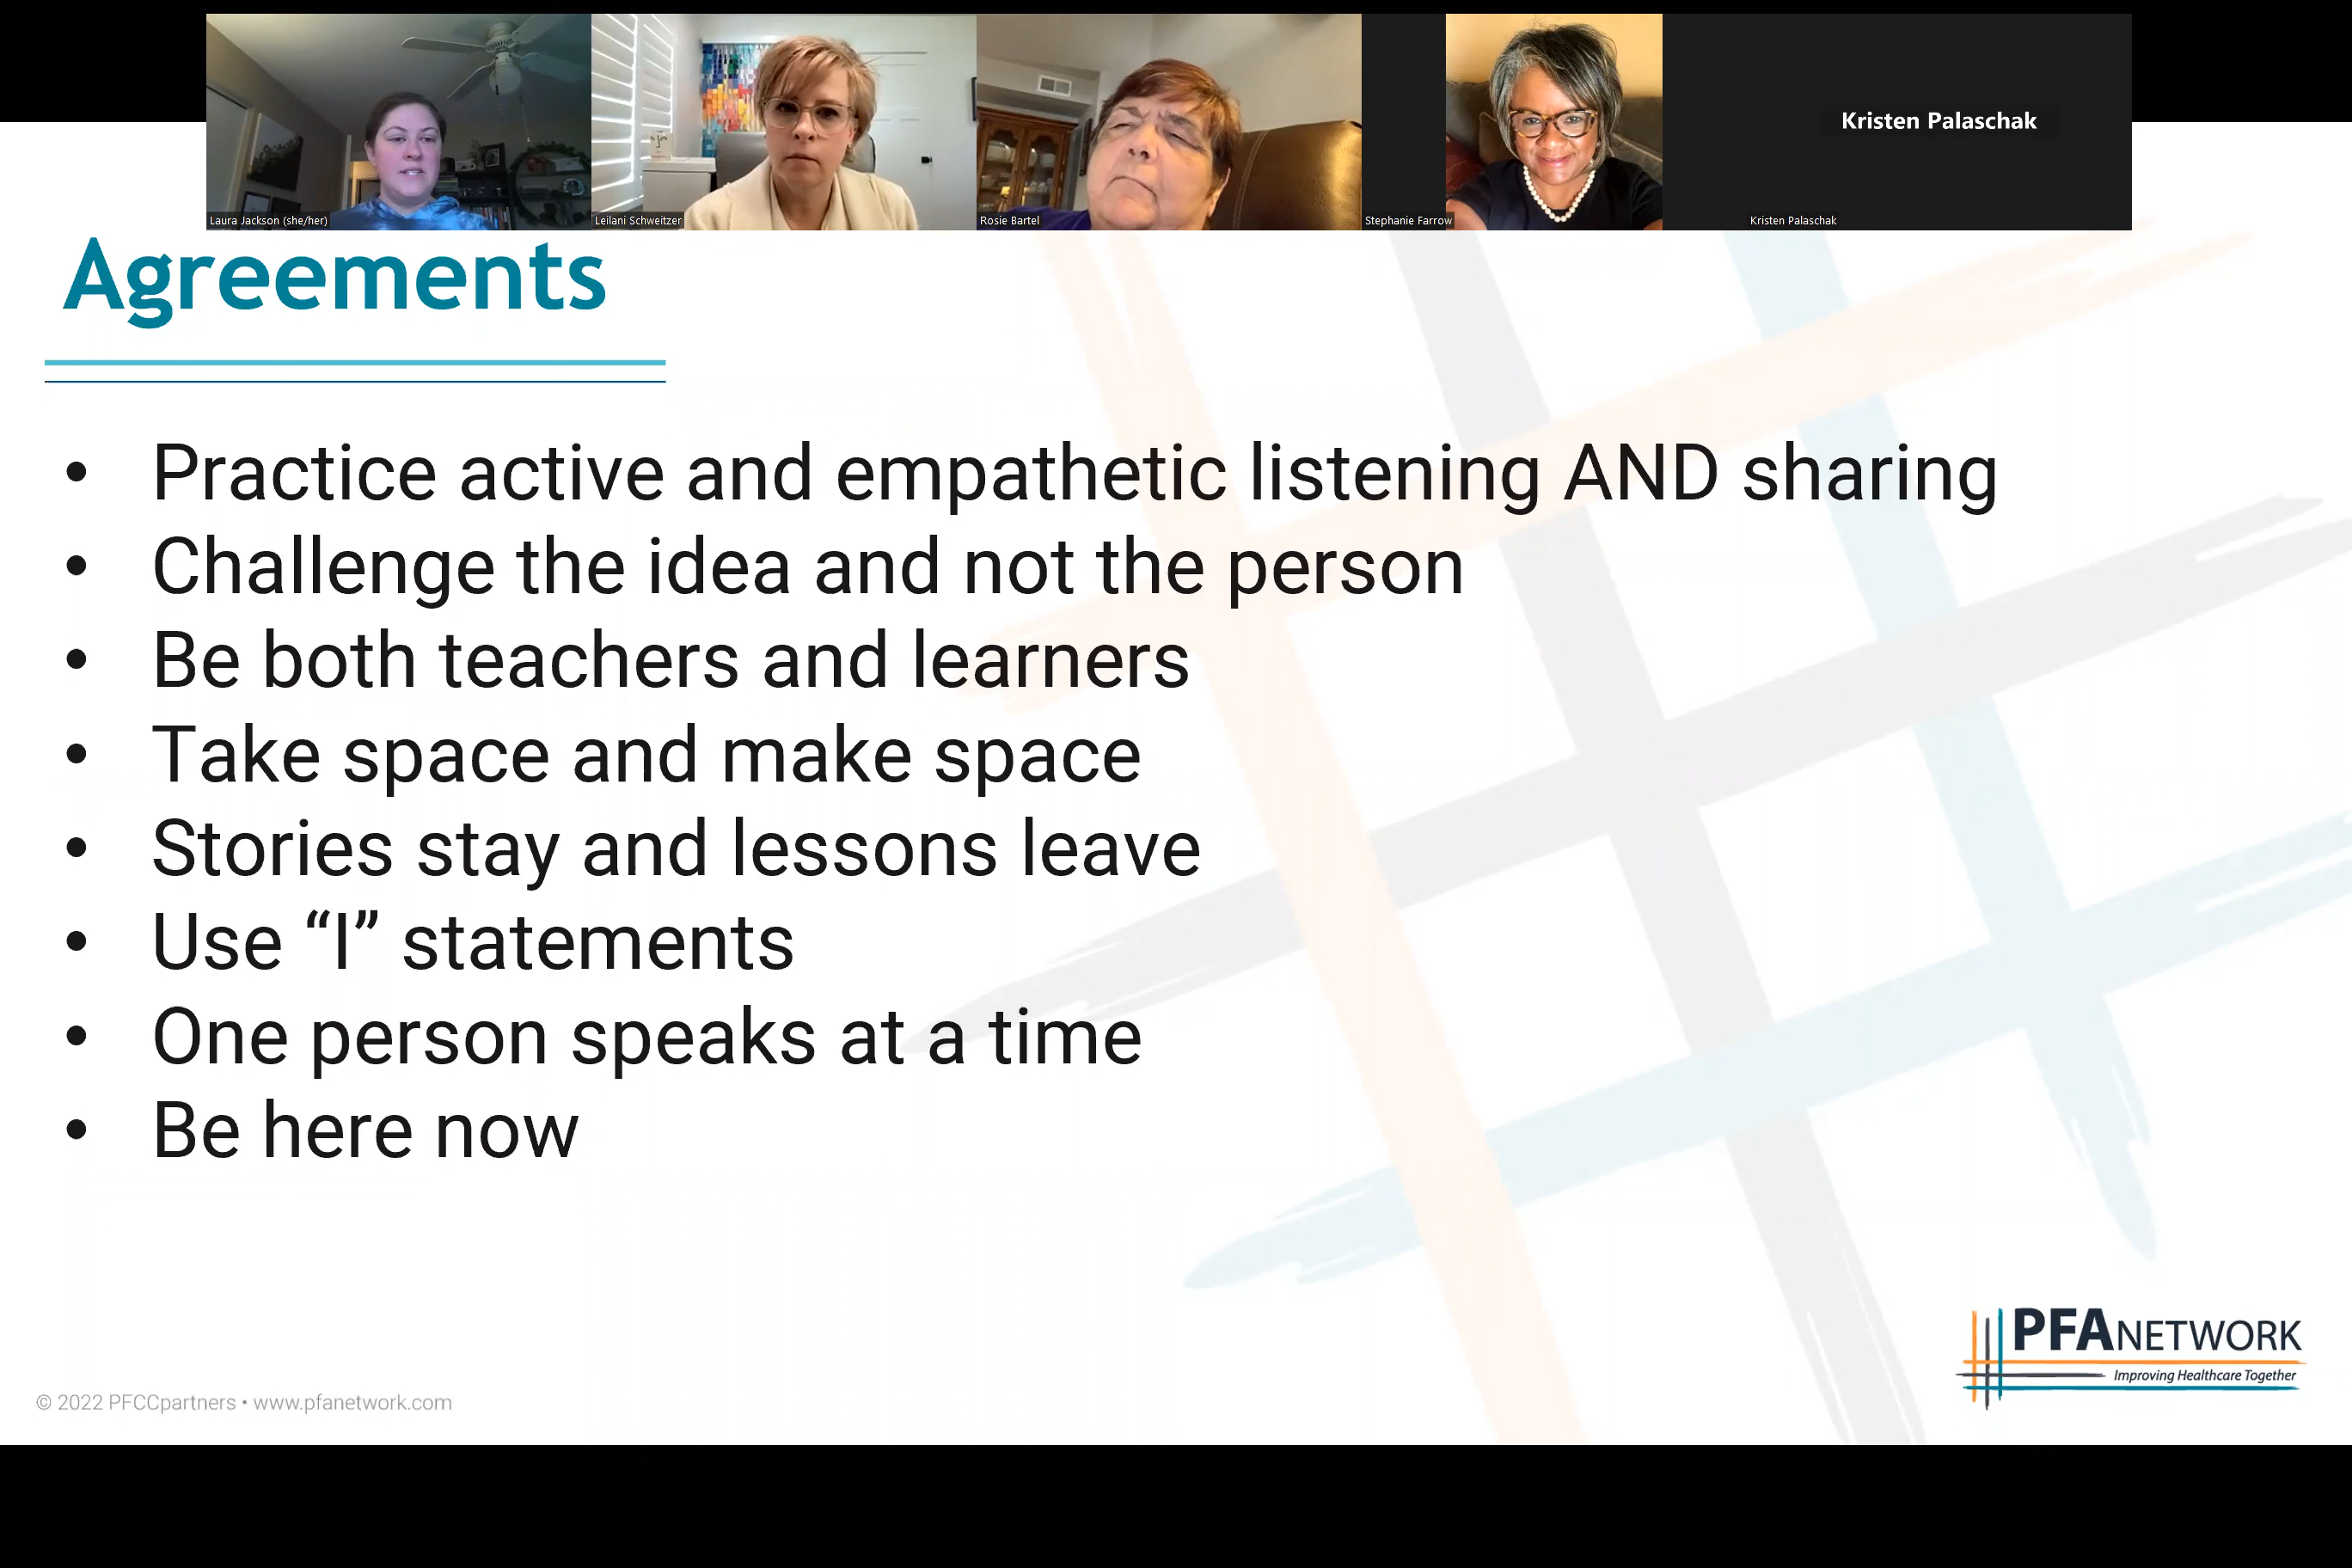 Kristen Palaschak
Laura Jackson (she/her)
Leilani Schweitzer
Rosie Bartel
Stephanie Farrow
Kristen Palaschak
Agreements
• Practice active and empathetic listening AND sharing
• Challenge the idea and not the person
• Be both teachers and learners
• Take space and make space
• Stories stay and lessons leave
• Use “I” statements
• One person speaks at a time
• Be here now
PFANETWORK
Improving Healthcare Together
© 2022 PFCCpartners • www.pfanetwork.com